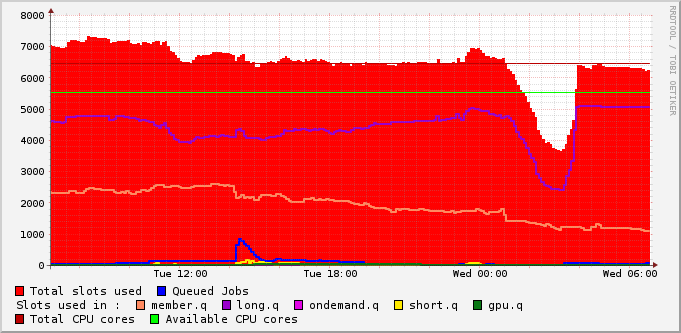 8000
7000
6000
5000
4000
3000
2000
1000
0
Tue 12:00 Tue 18:00 Wed 00:00 Wed 06:00
RRDTOOL / TOBI OETIKER
Total slots used Queued Jobs
Slots used in : member.q long.q ondemand.q short.q gpu.q
Total CPU cores Available CPU cores